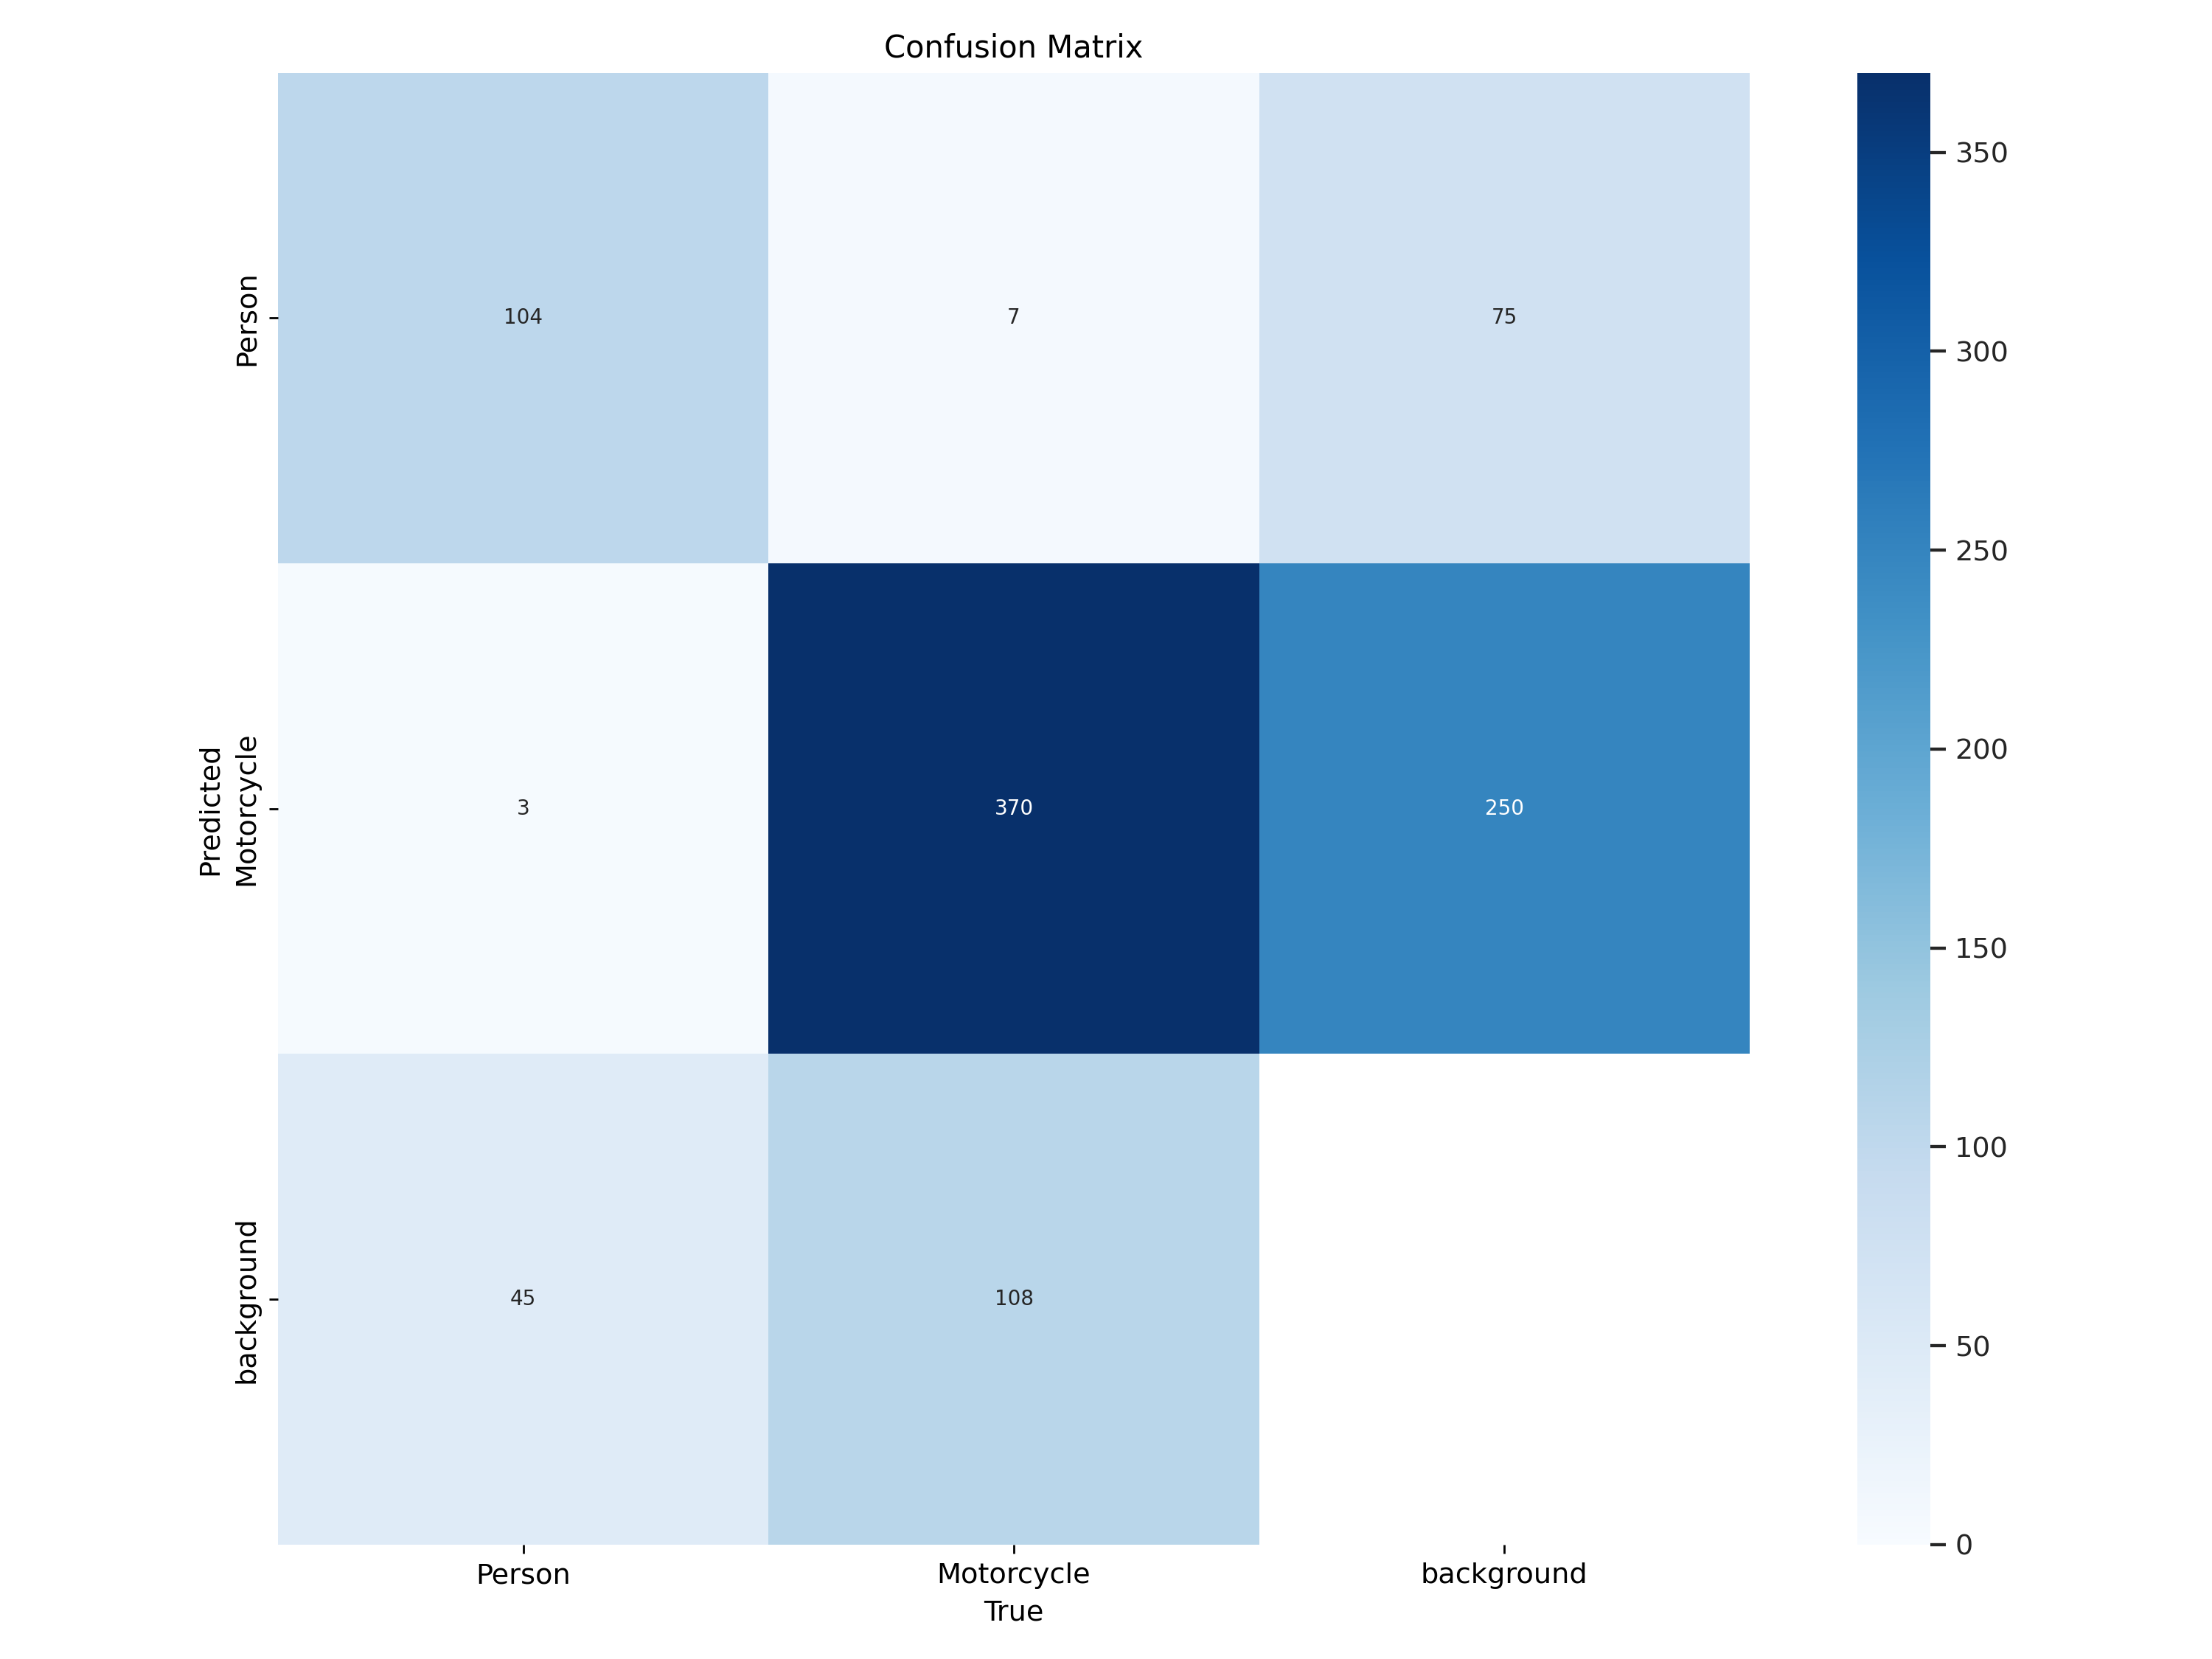 Confusion Matrix
Person
104
7
75
350
300
250
200
150
100
50
0
Predicted
Motorcycle
3
370
250
background
45
108
Person
Motorcycle
background
True